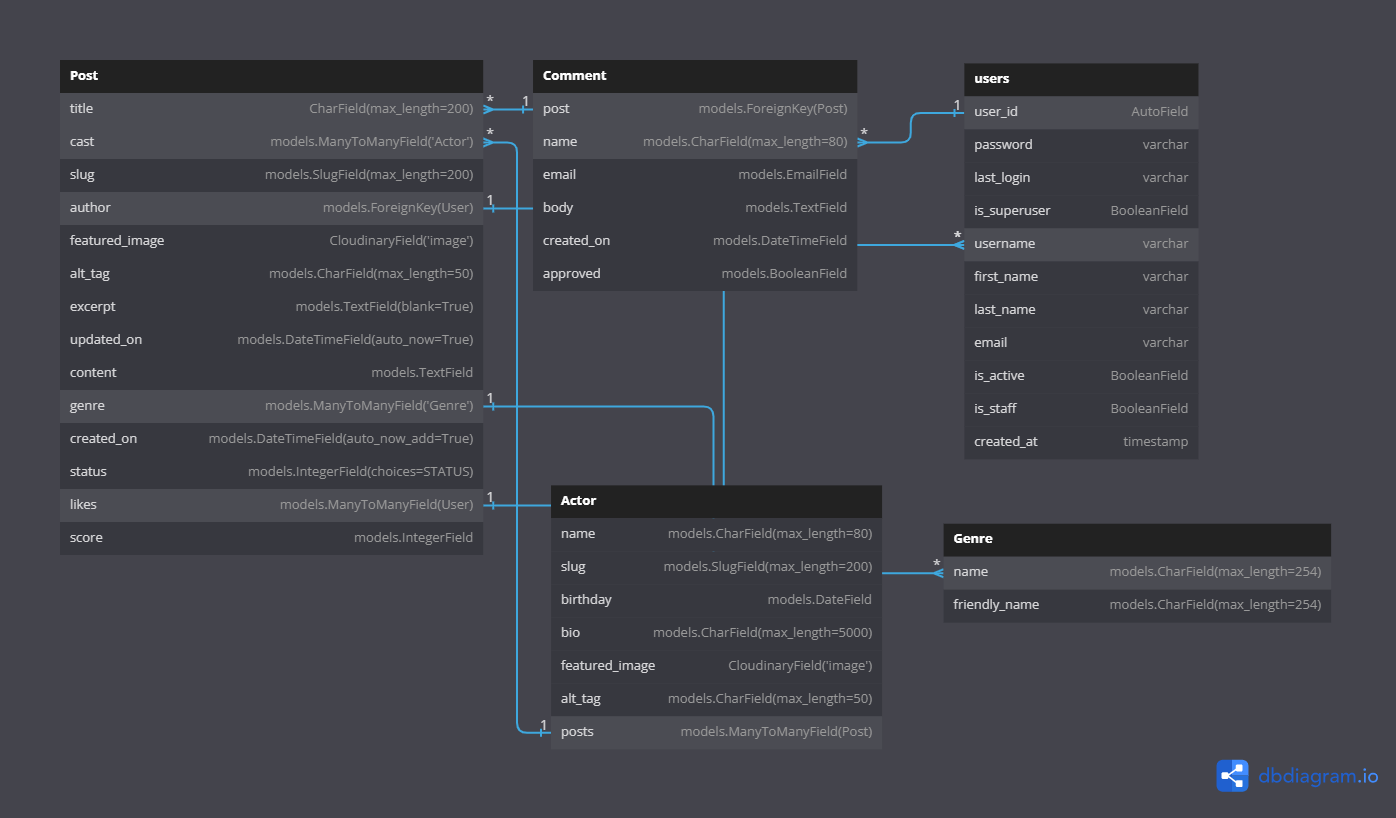 Post
title CharField(max_length=200)
cast models.ManyToManyField('Actor')
slug models.SlugField(max_length=200)
author models.ForeignKey(User)
featured_image CloudinaryField('image')
alt_tag models.CharField(max_length=50)
excerpt models.TextField(blank=True)
updated_on models.DateTimeField(auto_now=True)
content models.TextField
genre models.ManyToManyField('Genre')
created_on models.DateTimeField(auto_now_add=True)
status models.IntegerField(choices=STATUS)
likes models.ManyToManyField(User)
score models.IntegerField
* 1
*
1
1
1
Comment
post models.ForeignKey(Post)
name models.CharField(max_length=80)
email models.EmailField
body models.TextField
created_on models.DateTimeField
approved models.BooleanField
* 1
*
users
user_id AutoField
password varchar
last_login varchar
is_superuser BooleanField
username varchar
first_name varchar
last_name varchar
email varchar
is_active BooleanField
is_staff BooleanField
created_at timestamp
Actor
name models.CharField(max_length=80)
slug models.SlugField(max_length=200)
birthday models.DateField
bio models.CharField(max_length=5000)
featured_image CloudinaryField('image')
alt_tag models.CharField(max_length=50)
1 posts models.ManyToManyField(Post)
*
Genre
name models.CharField(max_length=254)
friendly_name models.CharField(max_length=254)
dbdiagram.io